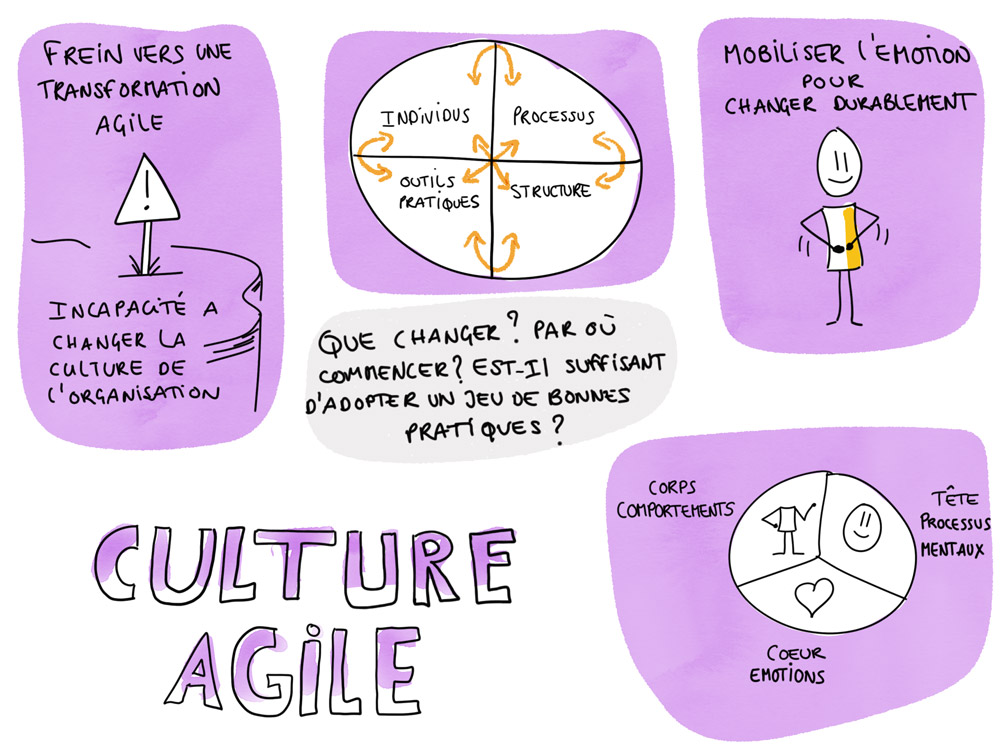 FREIN VERS UNE
TRANSFORMATION
AGILE
!
INCAPACITÉ A
CHANGER LA
CULTURE DE
L'ORGANISATION
INDIVIDUS
PROCESSUS
OUTILS
PRATIQUES
STRUCTURE
MOBILISER L'EMOTION
POUR
CHANGER DURABLEMENT
QUE CHANGER? PAR OÙ
COMMENCER? EST-IL SUFFISANT
D'ADOPTER UN JEU DE BONNES
PRATIQUES?
CORPS
COMPORTEMENTS
TÊTE
PROCESSUS
MENTAUX
COEUR
EMOTIONS
CULTURE
AGILE